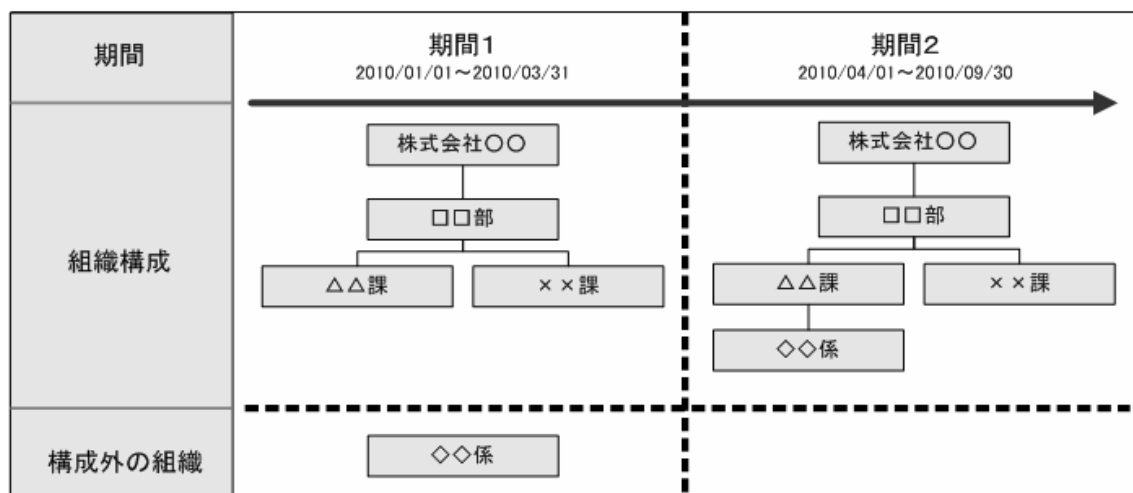 期間
期間1
2010/01/01～2010/03/31
期間2
2010/04/01～2010/09/30
組織構成
株式会社〇〇
□□部
△△課
××課
株式会社〇〇
□□部
△△課
××課
◇◇係
構成外の組織
◇◇係